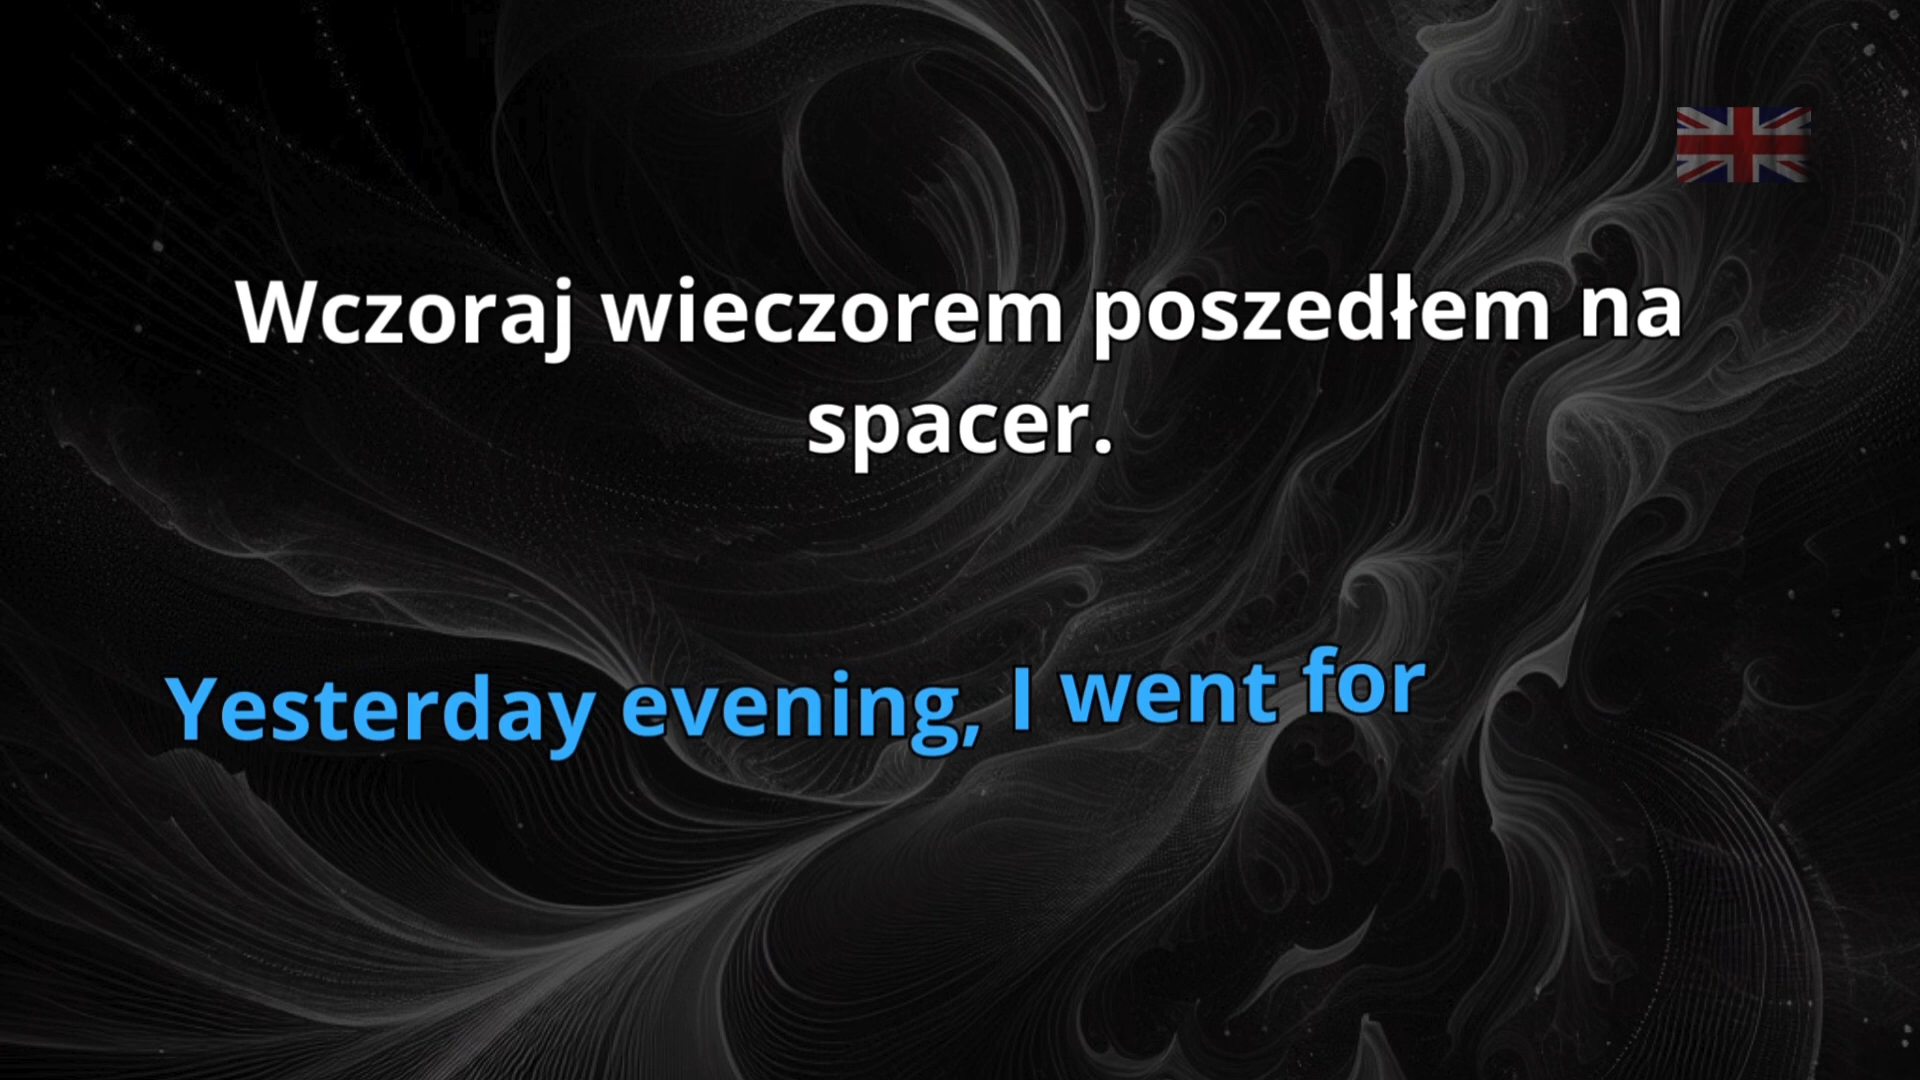 Wczoraj wieczorem poszedłem na
spacer.
Yesterday evening, I went for